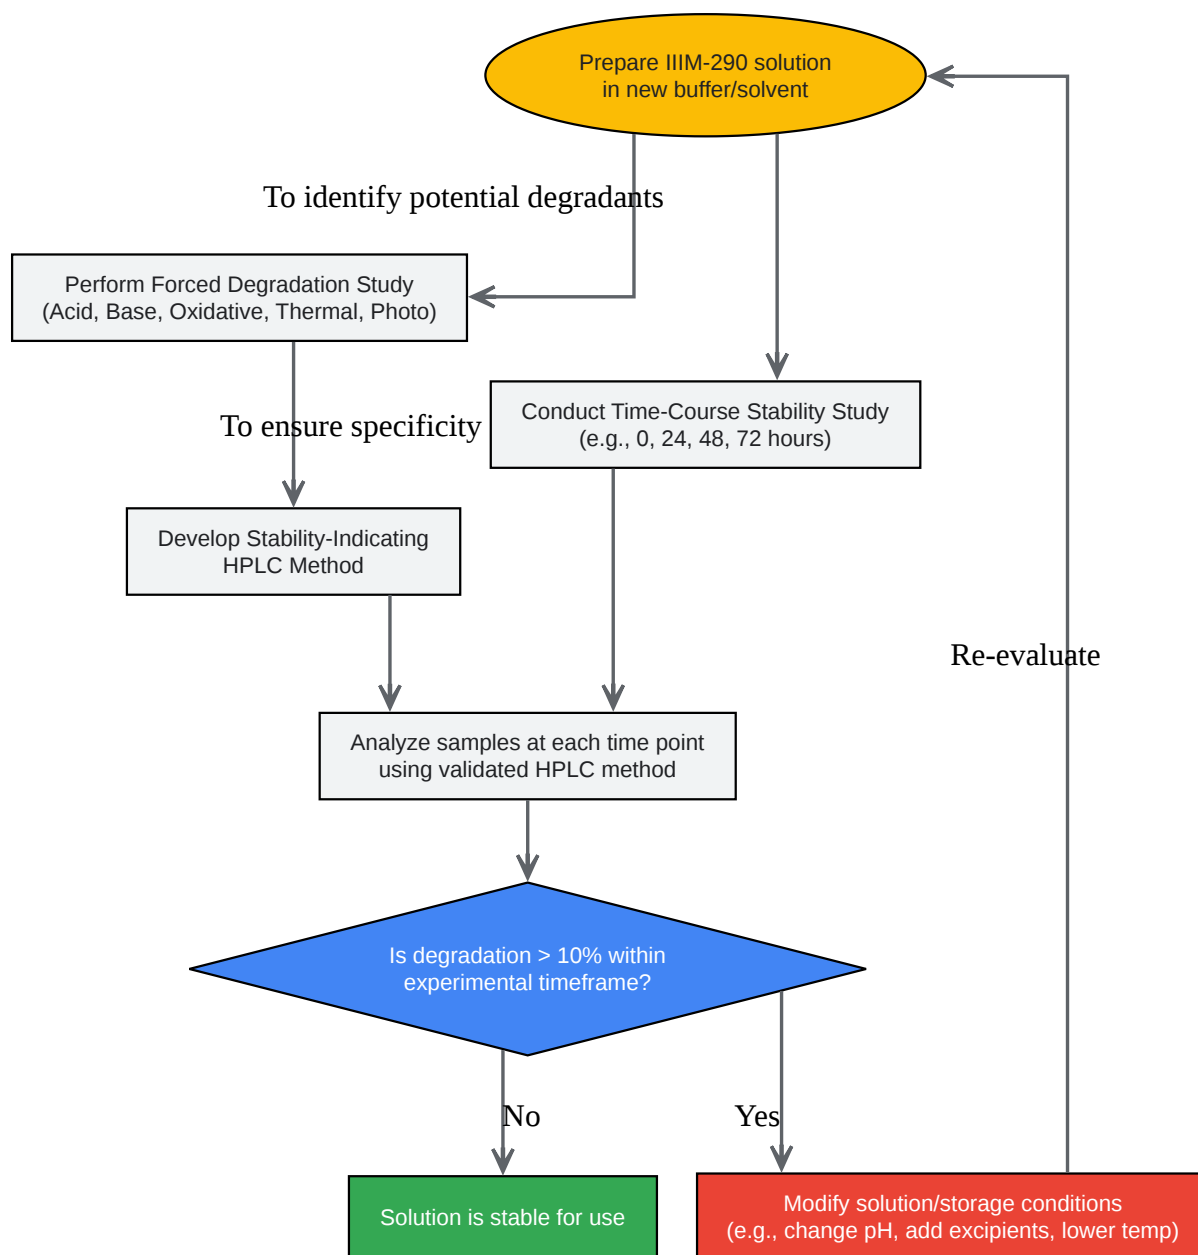 Prepare IIIM-290 solution
in new buffer/solvent
To identify potential degradants
Perform Forced Degradation Study
(Acid, Base, Oxidative, Thermal, Photo)
Conduct Time-Course Stability Study
(e.g., 0, 24, 48, 72 hours)
To ensure specificity
Develop Stability-Indicating
HPLC Method
Re-evaluate
Analyze samples at each time point
using validated HPLC method
Is degradation > 10% within
experimental timeframe?
No
Yes
Solution is stable for use
Modify solution/storage conditions
(e.g., change pH, add excipients, lower temp)